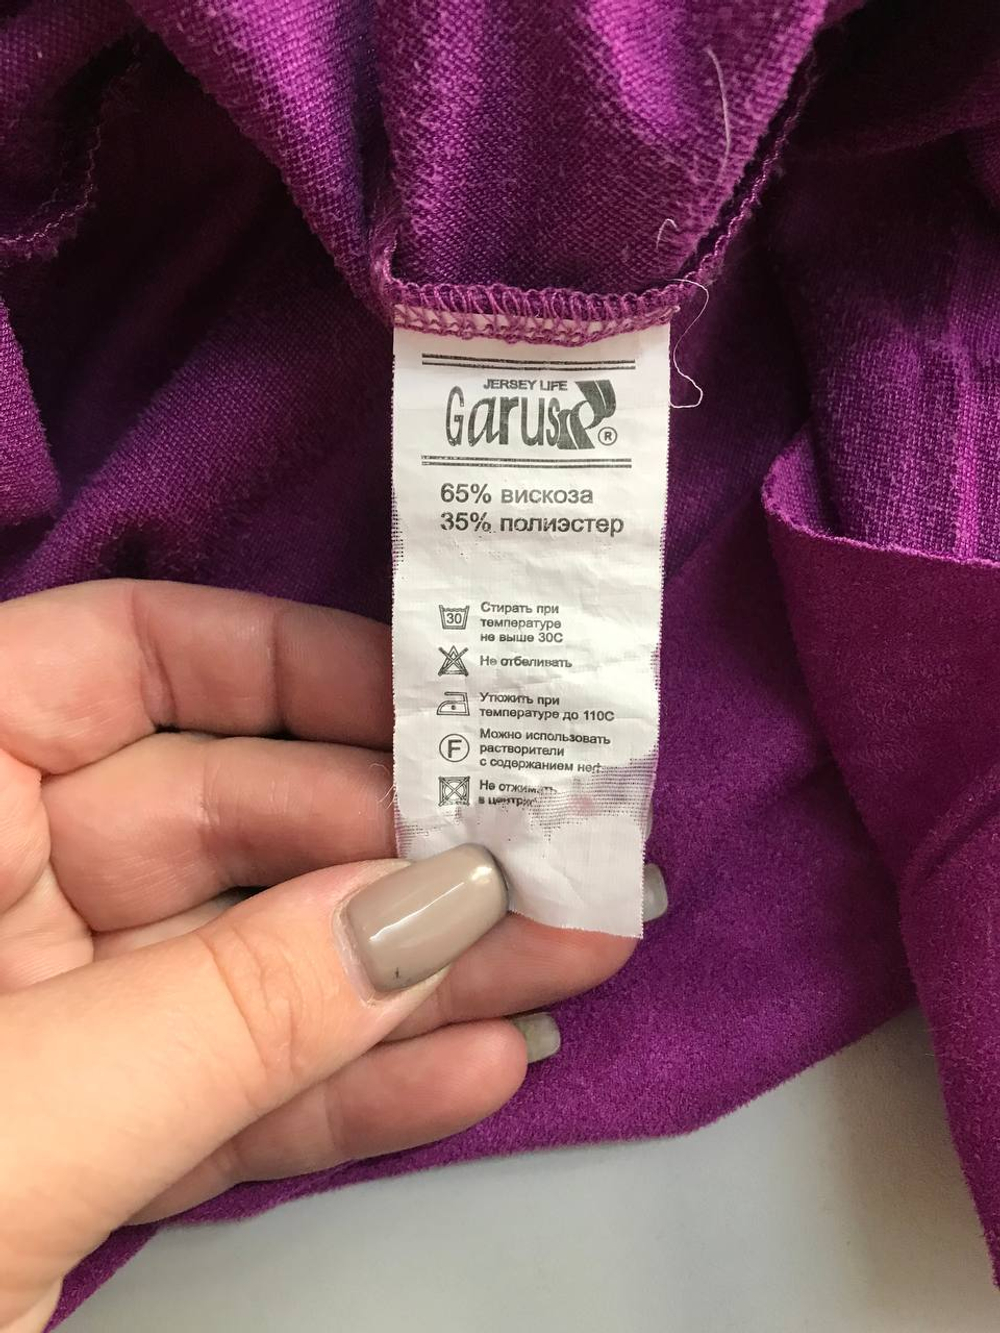 JERSEY LIFE
Garus ®
65% вискоза
35% полиэстер
30
Стирать при
температуре
не выше 30С
Не отбеливать
Утюжить при
температуре до 110С
F
Можно использовать
растворители
с содержанием
Не
в